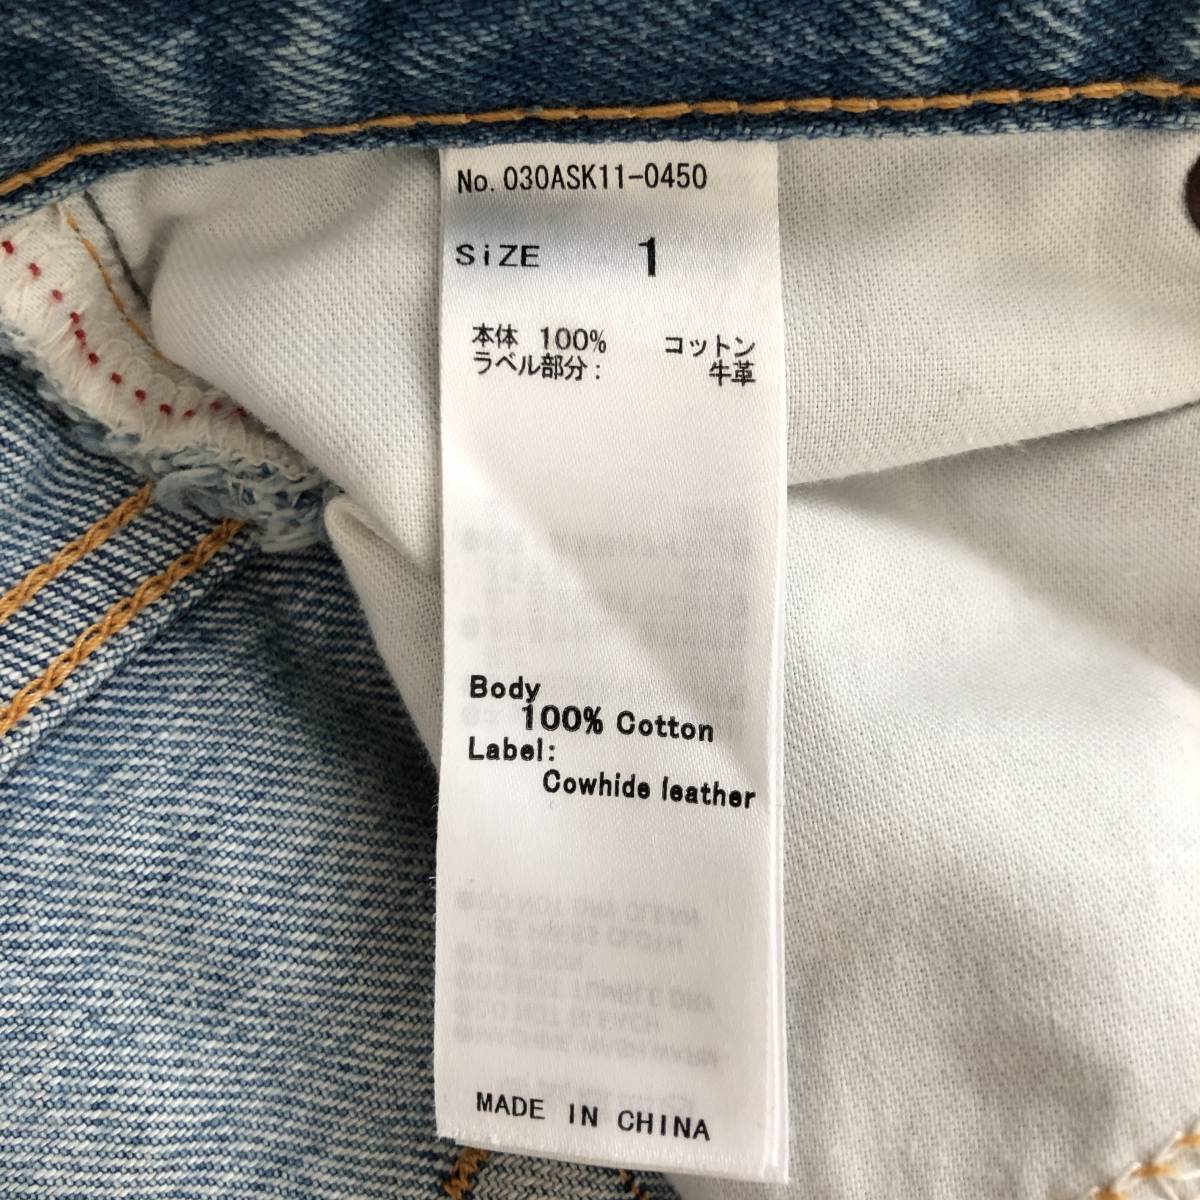 No. 030ASK11-0450
SiZE 1
本体 100% コットン
ラベル部分: 牛革
Body
100% Cotton
Label:
Cowhide leather
MADE IN CHINA